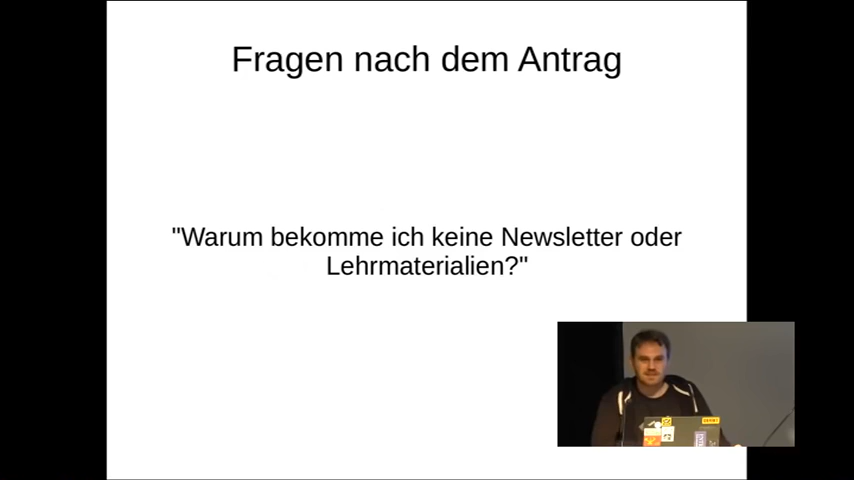 Fragen nach dem Antrag
"Warum bekomme ich keine Newsletter oder
Lehrmaterialien?"